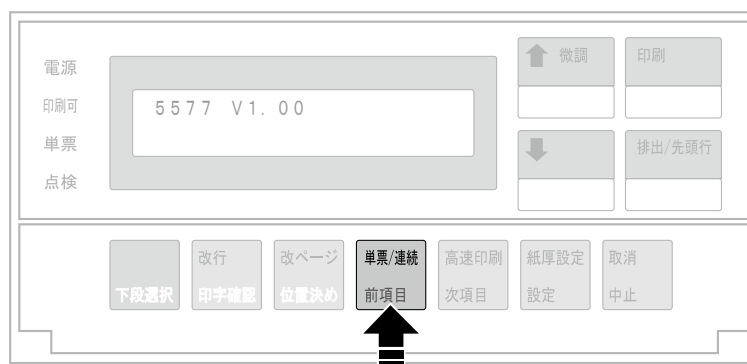 電源
印刷可
単票
点検
5577 V1.00
微調
印刷
排出/先頭行
下段選択
改行
印字確認
改ページ
位置決め
単票/連続
前項目
高速印刷
次項目
紙厚設定
設定
取消
中止